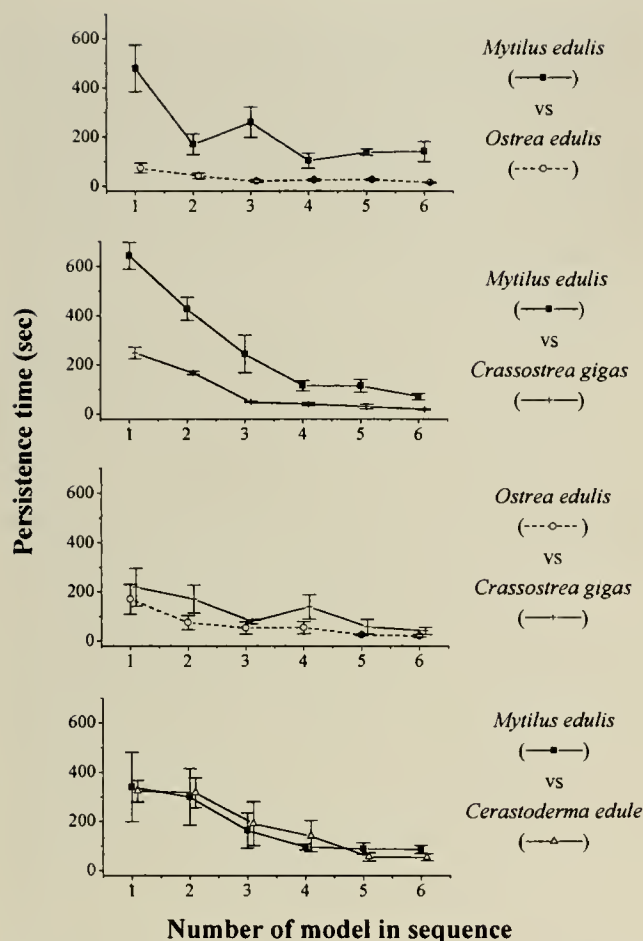 Persistence time (sec)
600
400
200
0
1 2 3 4 5 6
Mytilus edulis
( )
vs
Ostrea edulis
( )
600
400
200
0
1 2 3 4 5 6
Mytilus edulis
( )
vs
Crassostrea gigas
( )
600
400
200
0
1 2 3 4 5 6
Ostrea edulis
( )
vs
Crassostrea gigas
( )
600
400
200
0
1 2 3 4 5 6
Mytilus edulis
( )
vs
Cerastoderma edule
( )
Number of model in sequence